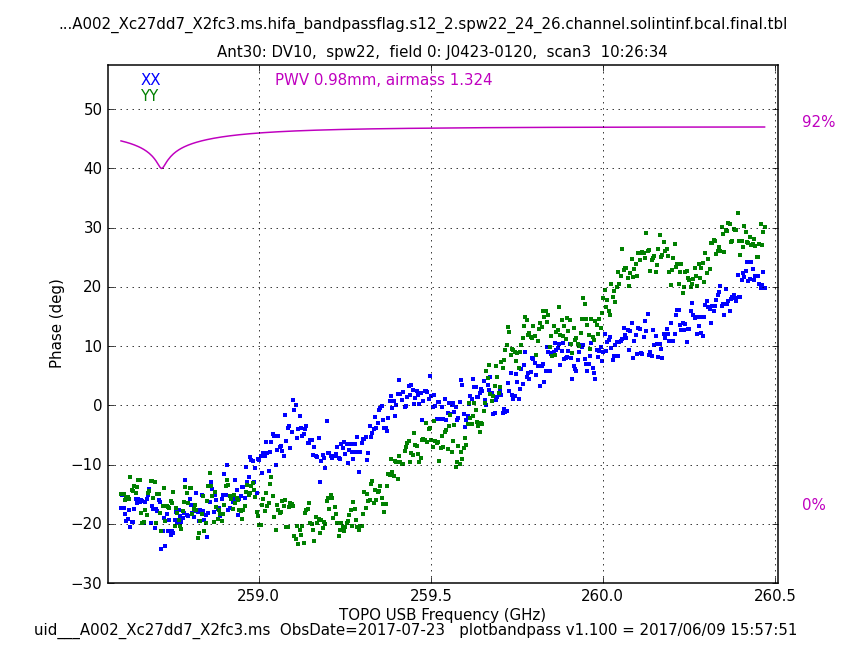 ...A002_Xc27dd7_X2fc3.ms.hifa_bandpassflag.s12_2.spw22_24_26.channel.solintinf.bcal.final.tbl
Ant30: DV10, spw22, field 0: J0423-0120, scan3 10:26:34
XX
PWV 0.98mm, airmass 1.324
YY
50
92%
40
30
20
10
0
−10
−20
0%
−30
Phase (deg)
259.0 259.5 260.0 260.5
TOPO USB Frequency (GHz)
uid___A002_Xc27dd7_X2fc3.ms ObsDate=2017-07-23 plotbandpass v1.100 = 2017/06/09 15:57:51